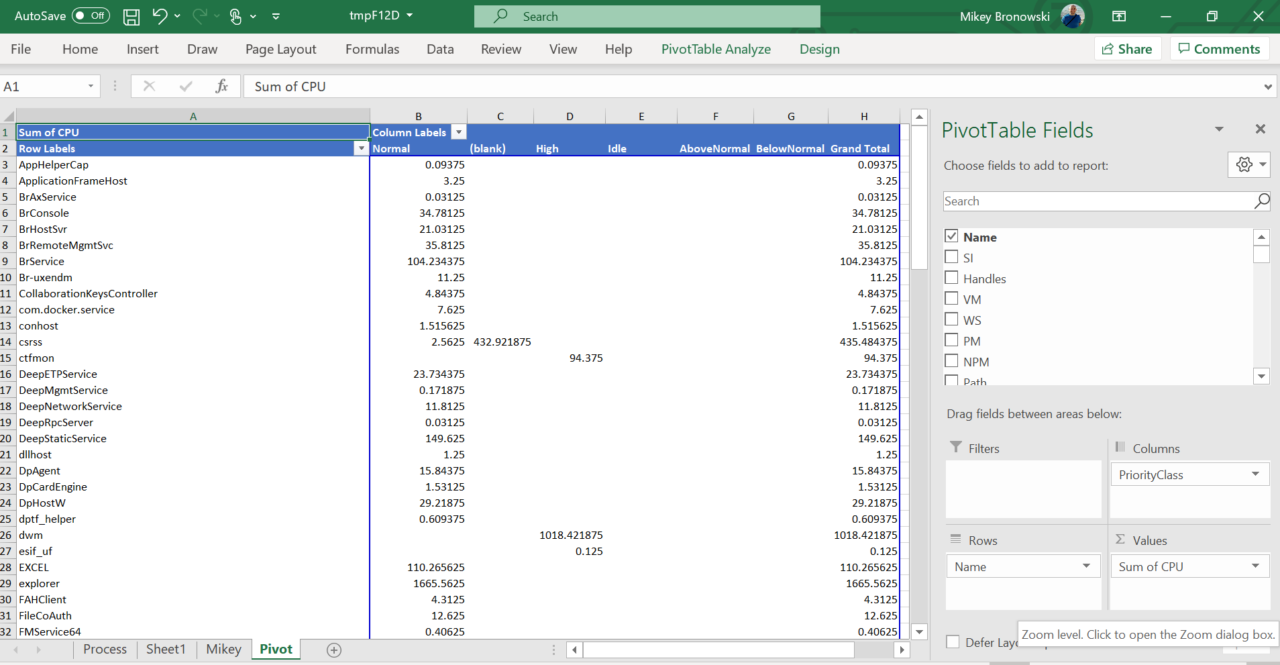 AutoSave Off tmpF12D Search Mikey Bronowski
File Home Insert Draw Page Layout Formulas Data Review View Help PivotTable Analyze Design Share Comments
A1 fx Sum of CPU
A B C D E F G H
1 Sum of CPU Column Labels
2 Row Labels Normal (blank) High Idle AboveNormal BelowNormal Grand Total
3 AppHelperCap 0.09375 0.09375
4 ApplicationFrameHost 3.25 3.25
5 BrAxService 0.03125 0.03125
6 BrConsole 34.78125 34.78125
7 BrHostSvr 21.03125 21.03125
8 BrRemoteMgmtSvc 35.8125 35.8125
9 BrService 104.234375 104.234375
10 Br-uxendm 11.25 11.25
11 CollaborationKeysController 4.84375 4.84375
12 com.docker.service 7.625 7.625
13 conhost 1.515625 1.515625
14 csrss 2.5625 432.921875 435.484375
15 ctfmon 94.375 94.375
16 DeepETPService 23.734375 23.734375
17 DeepMgmtService 0.171875 0.171875
18 DeepNetworkService 11.8125 11.8125
19 DeepRpcServer 0.03125 0.03125
20 DeepStaticService 149.625 149.625
21 dllhost 1.25 1.25
22 DpAgent 15.84375 15.84375
23 DpCardEngine 1.53125 1.53125
24 DpHostW 29.21875 29.21875
25 dptf_helper 0.609375 0.609375
26 dwm 1018.421875 1018.421875
27 esif_uf 0.125 0.125
28 EXCEL 110.265625 110.265625
29 explorer 1665.5625 1665.5625
30 FAHClient 4.3125 4.3125
31 FileCoAuth 12.625 12.625
32 FMService64 0.40625 0.40625
Process Sheet1 Mikey Pivot
PivotTable Fields
Choose fields to add to report:
Search
Name
SI
Handles
VM
WS
PM
NPM
Path
Drag fields between areas below:
Filters Columns
PriorityClass
Rows Σ Values
Name Sum of CPU
Defer Layo
Zoom level. Click to open the Zoom dialog box.